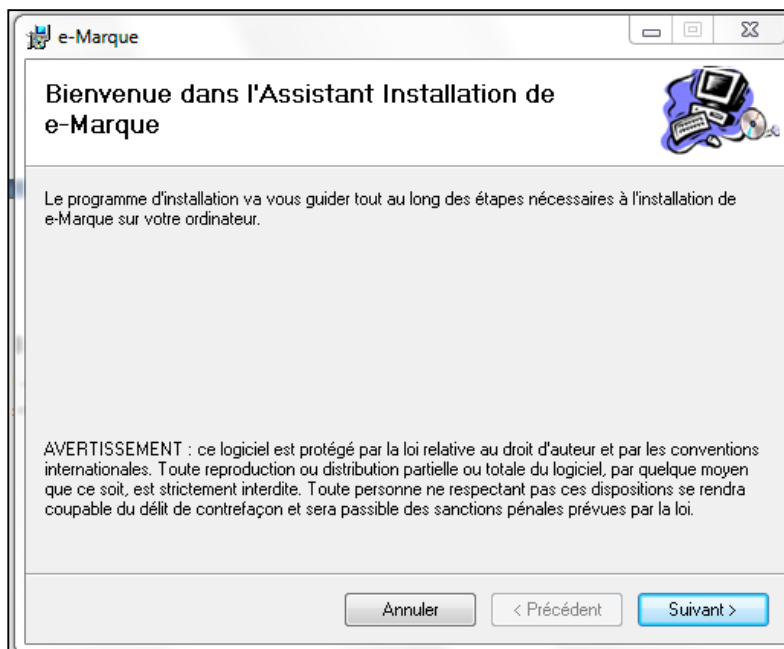 e-Marque
Bienvenue dans l'Assistant Installation de
e-Marque
Le programme d'installation va vous guider tout au long des étapes nécessaires à l'installation de
e-Marque sur votre ordinateur.
AVERTISSEMENT : ce logiciel est protégé par la loi relative au droit d'auteur et par les conventions
internationales. Toute reproduction ou distribution partielle ou totale du logiciel, par quelque moyen
que ce soit, est strictement interdite. Toute personne ne respectant pas ces dispositions se rendra
coupable du délit de contrefaçon et sera passible des sanctions pénales prévues par la loi.
Annuler < Précédent Suivant >